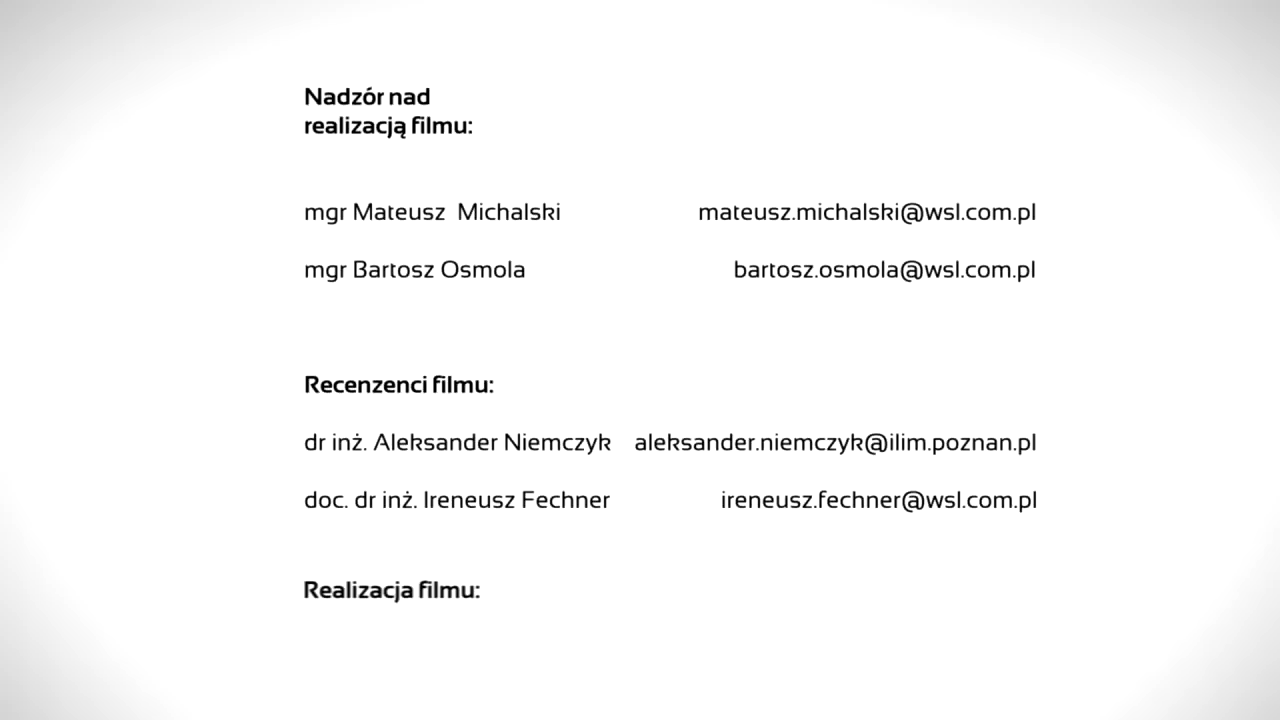 Nadzór nad
realizacją filmu:
mgr Mateusz  Michalski mateusz.michalski@wsl.com.pl
mgr Bartosz Osmola bartosz.osmola@wsl.com.pl
Recenzenci filmu:
dr inż. Aleksander Niemczyk aleksander.niemczyk@ilim.poznan.pl
doc. dr inż. Ireneusz Fechner ireneusz.fechner@wsl.com.pl
Realizacja filmu: